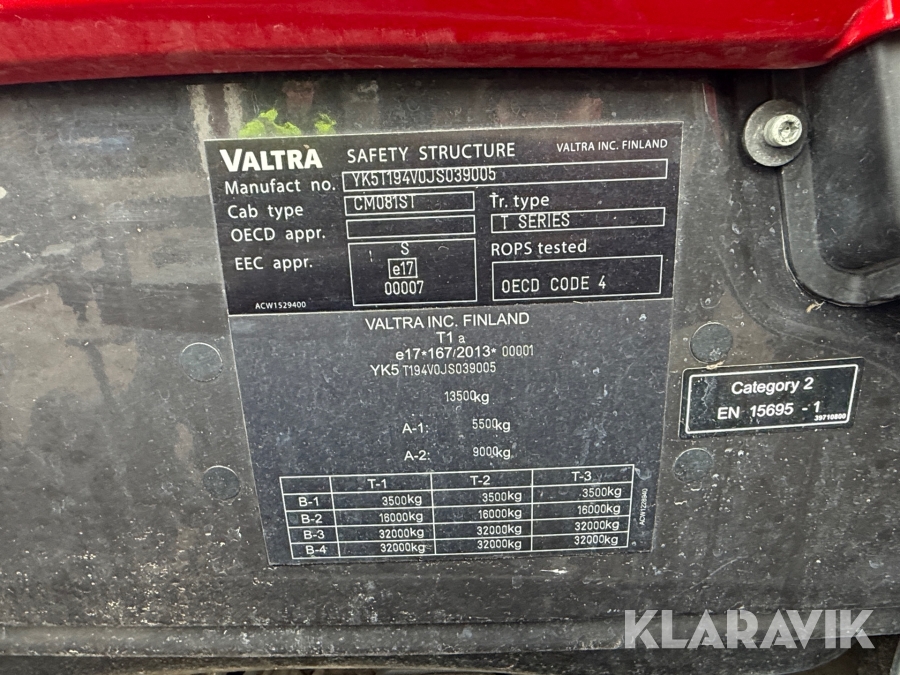 VALTRA SAFETY STRUCTURE VALTRA INC. FINLAND
Manufact no. YK5T194V0JS039005
Cab type CM081ST Tr. type
OECD appr. T SERIES
EEC appr. S ROPS tested
e17
00007 OECD CODE 4
ACW1529400
VALTRA INC. FINLAND
T1a
e17*167/2013* 00001
YK5 T194V0JS039005
13500kg
A-1: 5500kg
A-2: 9000kg
T-1 T-2 T-3
B-1 3500kg 3500kg 3500kg
B-2 16000kg 16000kg 16000kg
B-3 32000kg 32000kg 32000kg
B-4 32000kg 32000kg 32000kg
Category 2
EN 15695 - 1
39710800
KLARAVIK